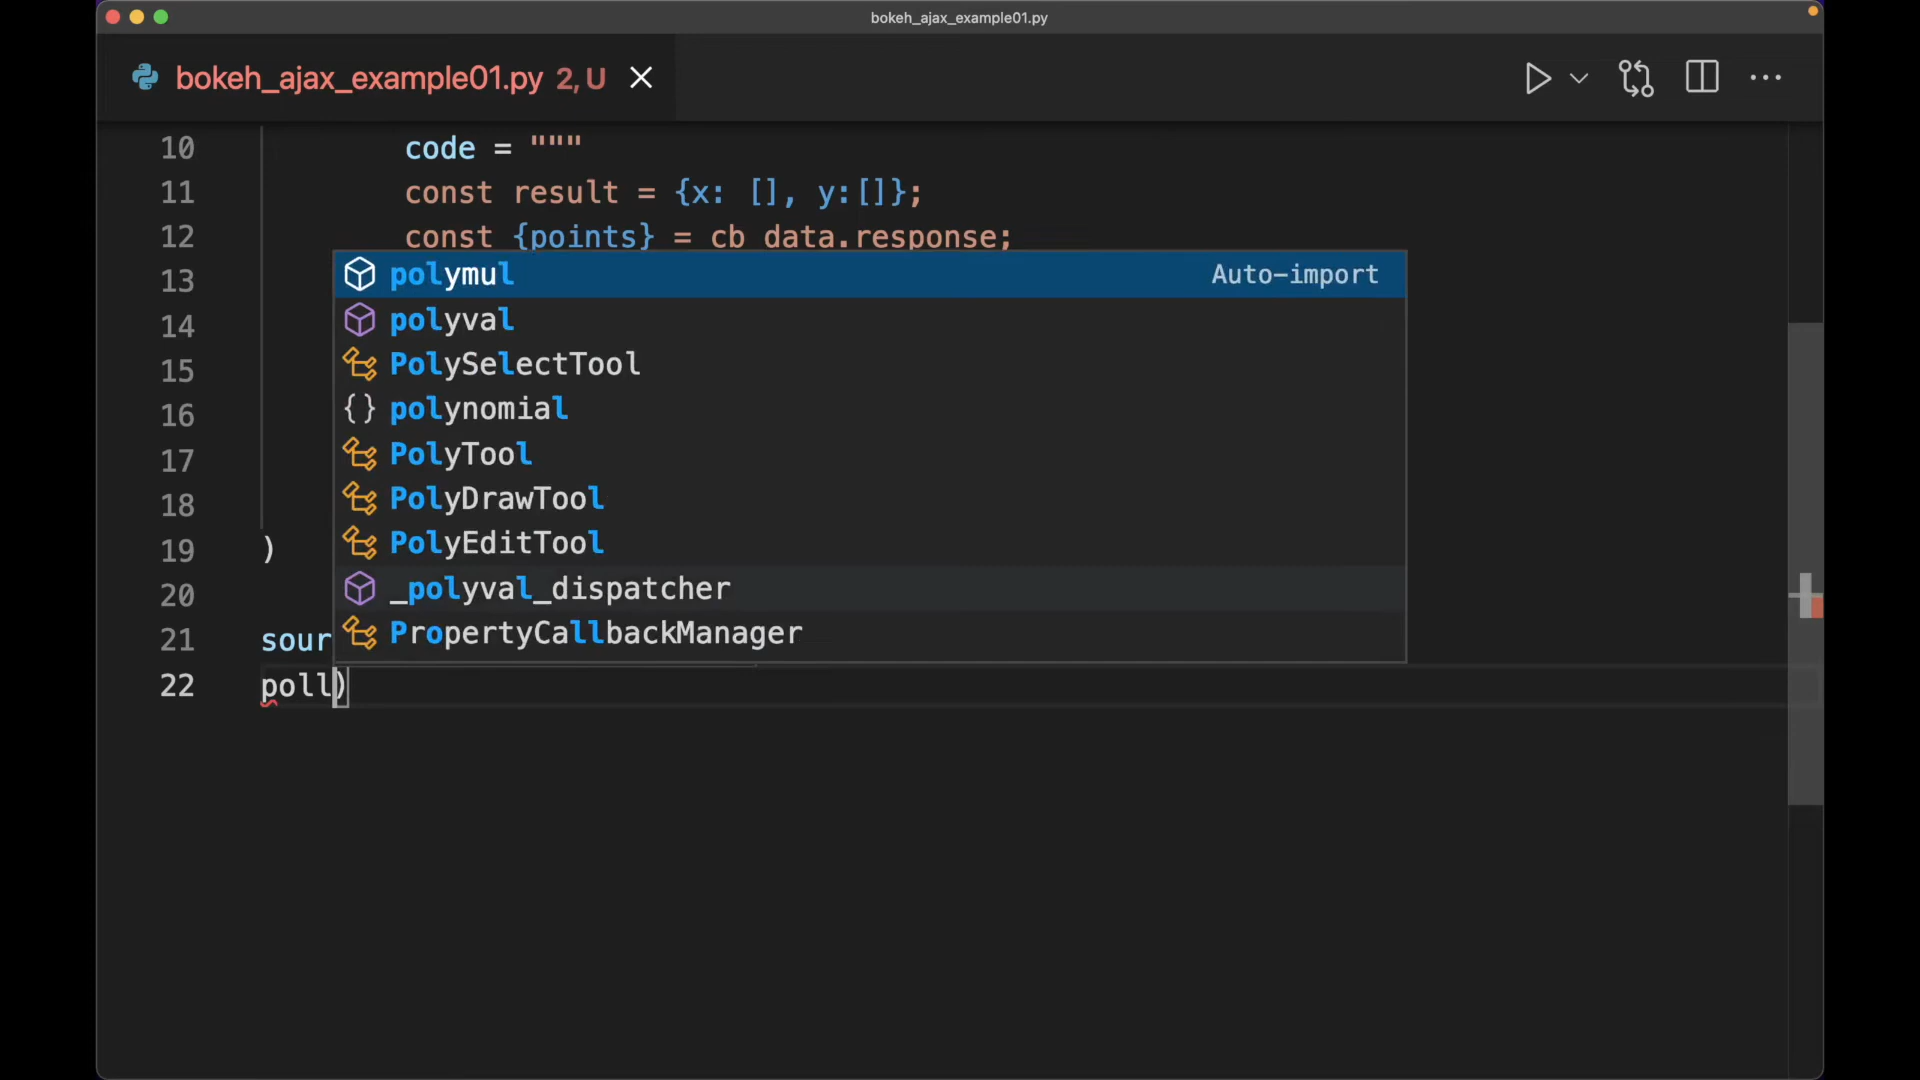 bokeh_ajax_example01.py
bokeh_ajax_example01.py 2, U
10 code = """
11 const result = {x: [], y:[]};
12 const {points} = cb_data.response;
13
polymul Auto-import
14
polyval
15
PolySelectTool
16
polynomial
17
PolyTool
18
PolyDrawTool
19 )
PolyEditTool
20
_polyval_dispatcher
21 sour
PropertyCallbackManager
22 poll)